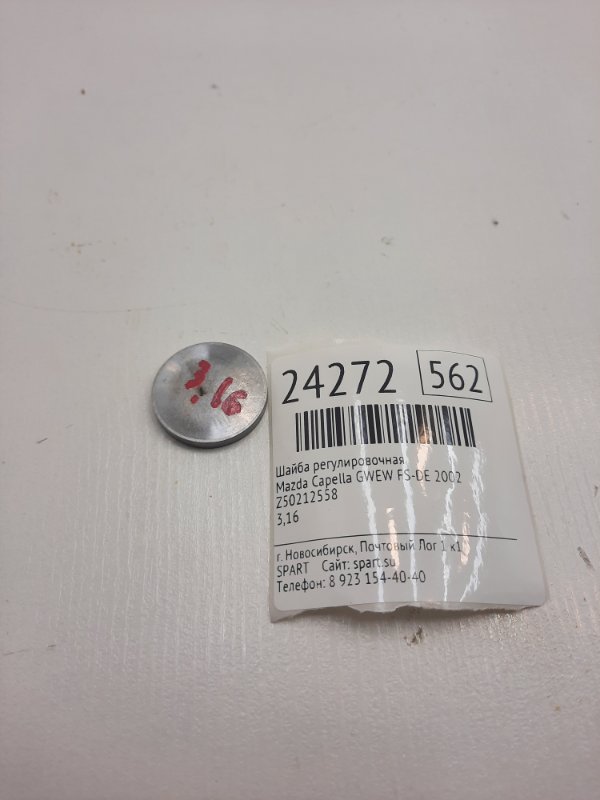 3,16
24272 562
Шайба регулировочная
Mazda Capella GWEW FS-DE 2002
Z50212558
3,16
г. Новосибирск, Почтовый Лог 1 к1
SPART Сайт: spart.su
Телефон: 8 923 154-40-40